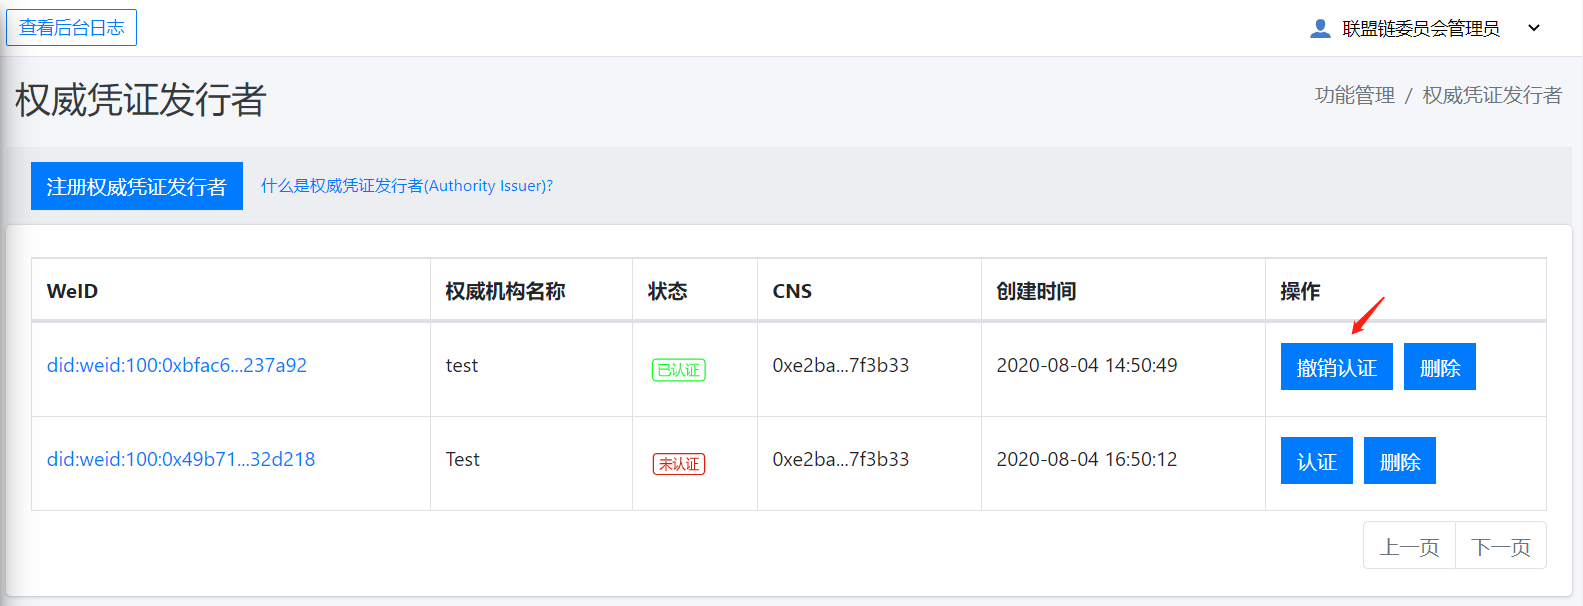 查看后台日志
联盟链委员会管理员
权威凭证发行者
功能管理 / 权威凭证发行者
注册权威凭证发行者 什么是权威凭证发行者(Authority Issuer)?
WeID 权威机构名称 状态 CNS 创建时间 操作
did:weid:100:0xbfac6...237a92 test 已认证 0xe2ba...7f3b33 2020-08-04 14:50:49 撤销认证 删除
did:weid:100:0x49b71...32d218 Test 未认证 0xe2ba...7f3b33 2020-08-04 16:50:12 认证 删除
上一页 下一页